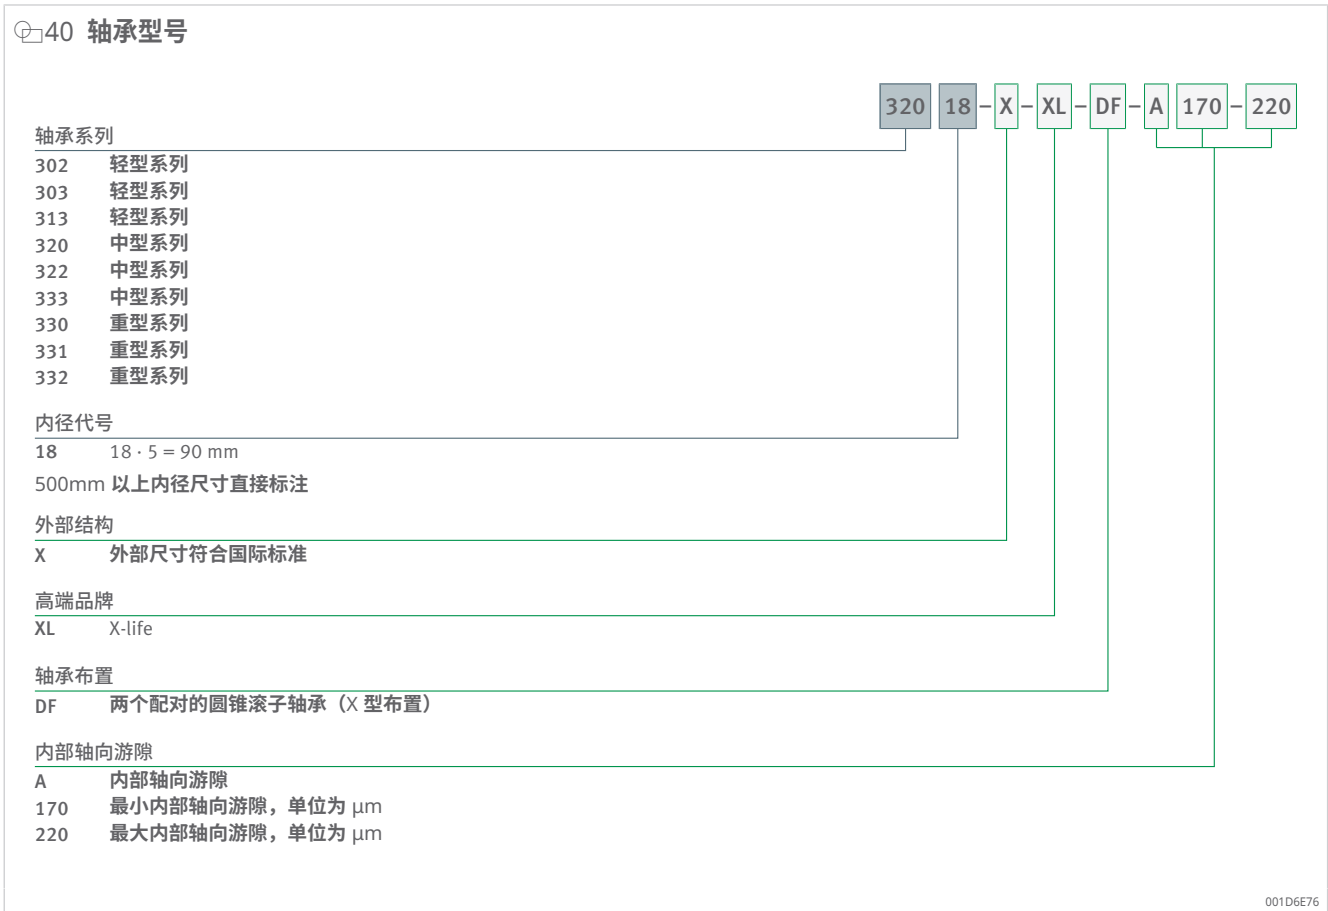 40 轴承型号
320 18-X-XL-DF-A 170-220
轴承系列
302 轻型系列
303 轻型系列
313 轻型系列
320 中型系列
322 中型系列
333 中型系列
330 重型系列
331 重型系列
332 重型系列
内径代号
18 18 · 5 = 90 mm
500mm 以上内径尺寸直接标注
外部结构
X 外部尺寸符合国际标准
高端品牌
XL X-life
轴承布置
DF 两个配对的圆锥滚子轴承（X 型布置）
内部轴向游隙
A 内部轴向游隙
170 最小内部轴向游隙，单位为 μm
220 最大内部轴向游隙，单位为 μm
001D6E76